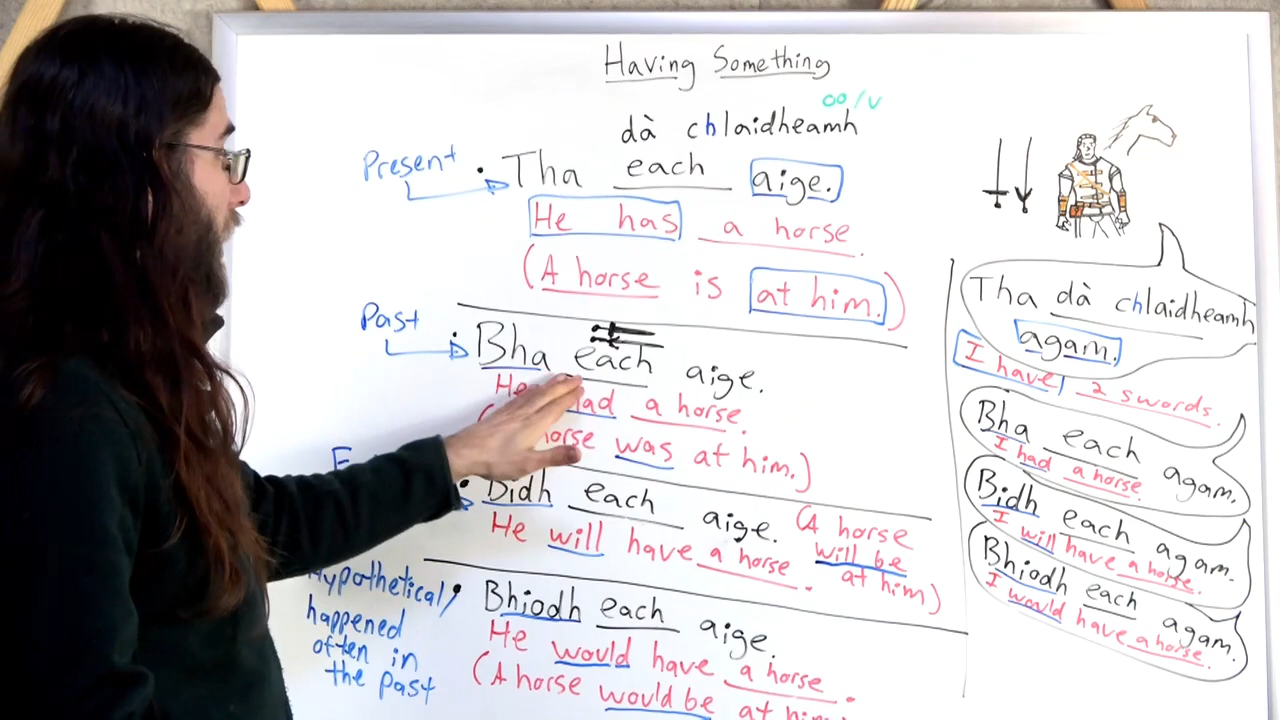 Having Something
oo/v
dà chlaidheamh
Present
Tha each aige.
He has a horse
(A horse is at him.)
Past
Bha each aige.
He had a horse.
horse was at him.)
Bidh each aige. (A horse
He will have a horse. will be
at him)
Hypothetical/
happened
often in
the past
Bhiodh each aige.
He would have a horse.
(A horse would be at him
Tha dà chlaidheamh
agam.
I have 2 swords.
Bha each agam.
I had a horse.
Bidh each agam.
I will have a horse.
Bhiodh each agam.
I would have a horse.